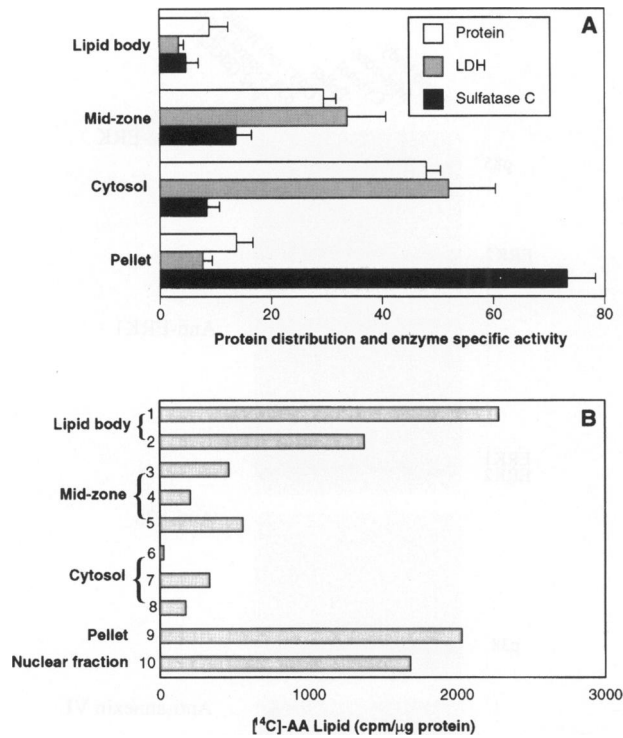 A
Protein
LDH
Sulfatase C
Lipid body
Mid-zone
Cytosol
Pellet
0 20 40 60 80
Protein distribution and enzyme specific activity
B
Lipid body
1
2
Mid-zone
3
4
5
Cytosol
6
7
8
Pellet 9
Nuclear fraction 10
0 1000 2000 3000
[¹⁴C]-AA Lipid (cpm/μg protein)